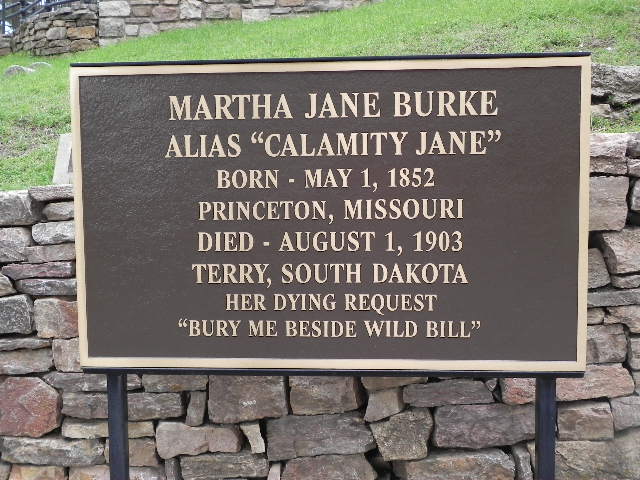 MARTHA JANE BURKE
ALIAS "CALAMITY JANE"
BORN - MAY 1, 1852
PRINCETON, MISSOURI
DIED - AUGUST 1, 1903
TERRY, SOUTH DAKOTA
HER DYING REQUEST
"BURY ME BESIDE WILD BILL"